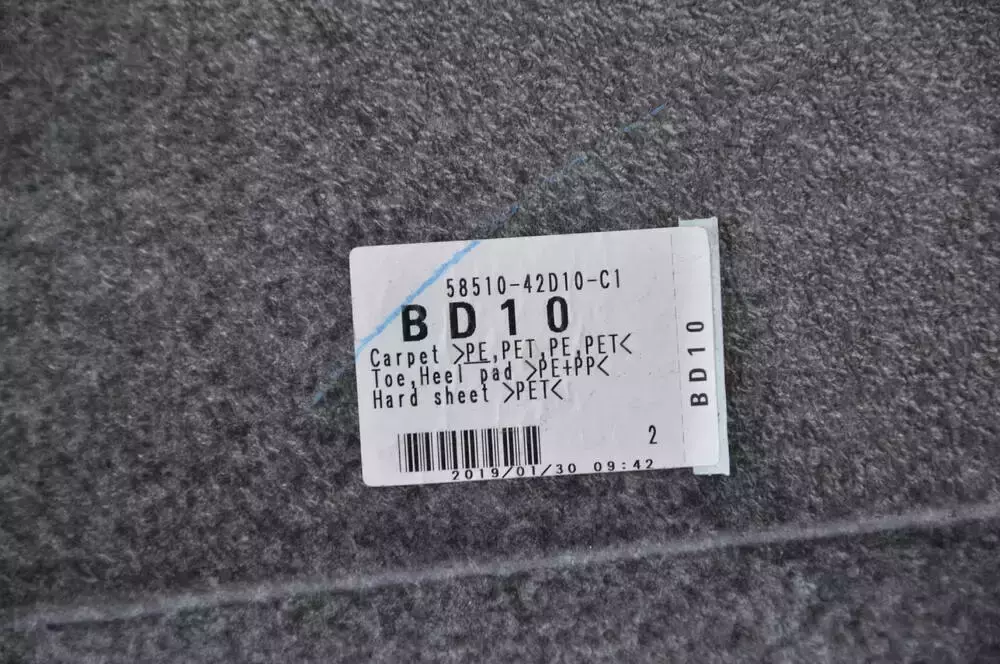 58510-42D10-C1
BD10
Carpet >PE,PET,PE,PET<
Toe,Heel pad >PE+PP<
Hard sheet >PET<
2
2019/01/30 09:42
BD10